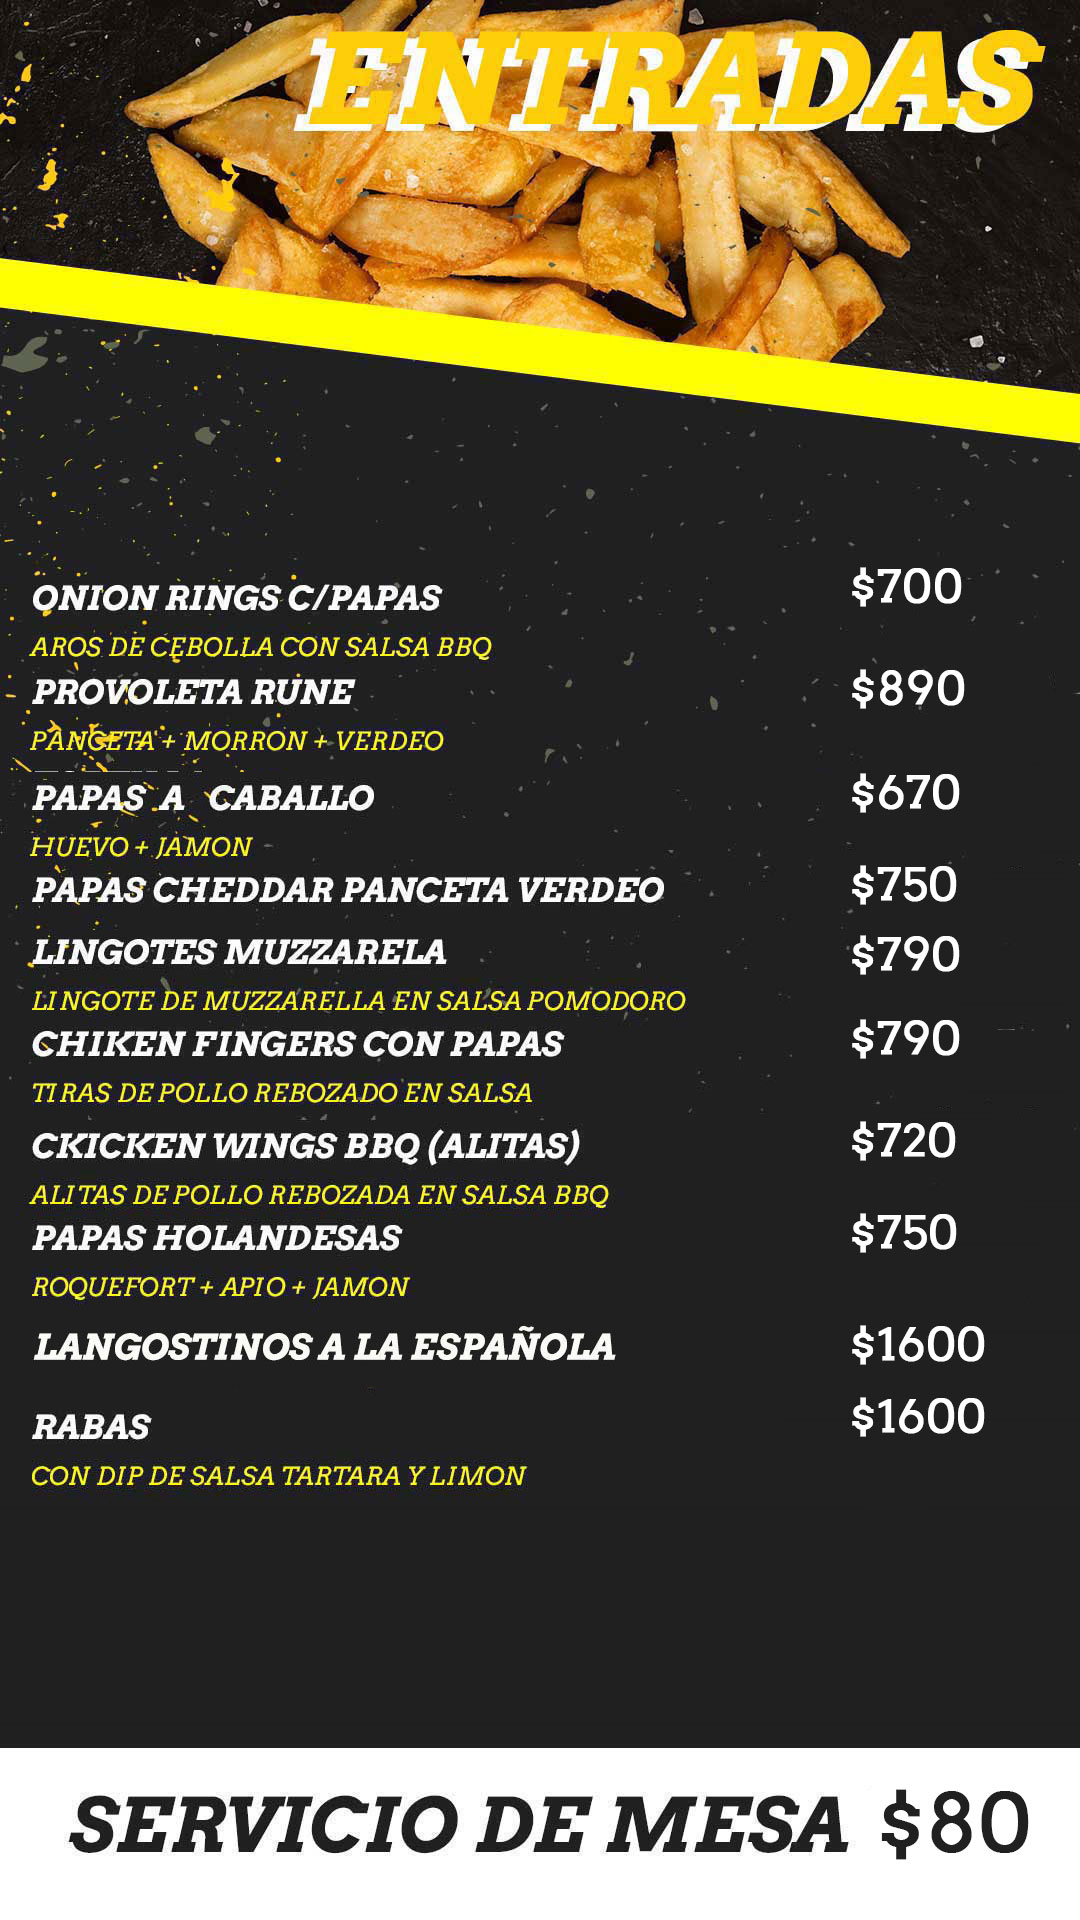 ENTRADAS
ONION RINGS C/PAPAS $700
AROS DE CEBOLLA CON SALSA BBQ
PROVOLETA RUNE $890
PANCETA + MORRON + VERDEO
PAPAS A CABALLO $670
HUEVO + JAMON
PAPAS CHEDDAR PANCETA VERDEO $750
LINGOTES MUZZARELA $790
LINGOTE DE MUZZARELLA EN SALSA POMODORO
CHIKEN FINGERS CON PAPAS $790
TIRAS DE POLLO REBOZADO EN SALSA
CKICKEN WINGS BBQ (ALITAS) $720
ALITAS DE POLLO REBOZADA EN SALSA BBQ
PAPAS HOLANDESAS $750
ROQUEFORT + APIO + JAMON
LANGOSTINOS A LA ESPAÑOLA $1600
RABAS $1600
CON DIP DE SALSA TARTARA Y LIMON
SERVICIO DE MESA $80